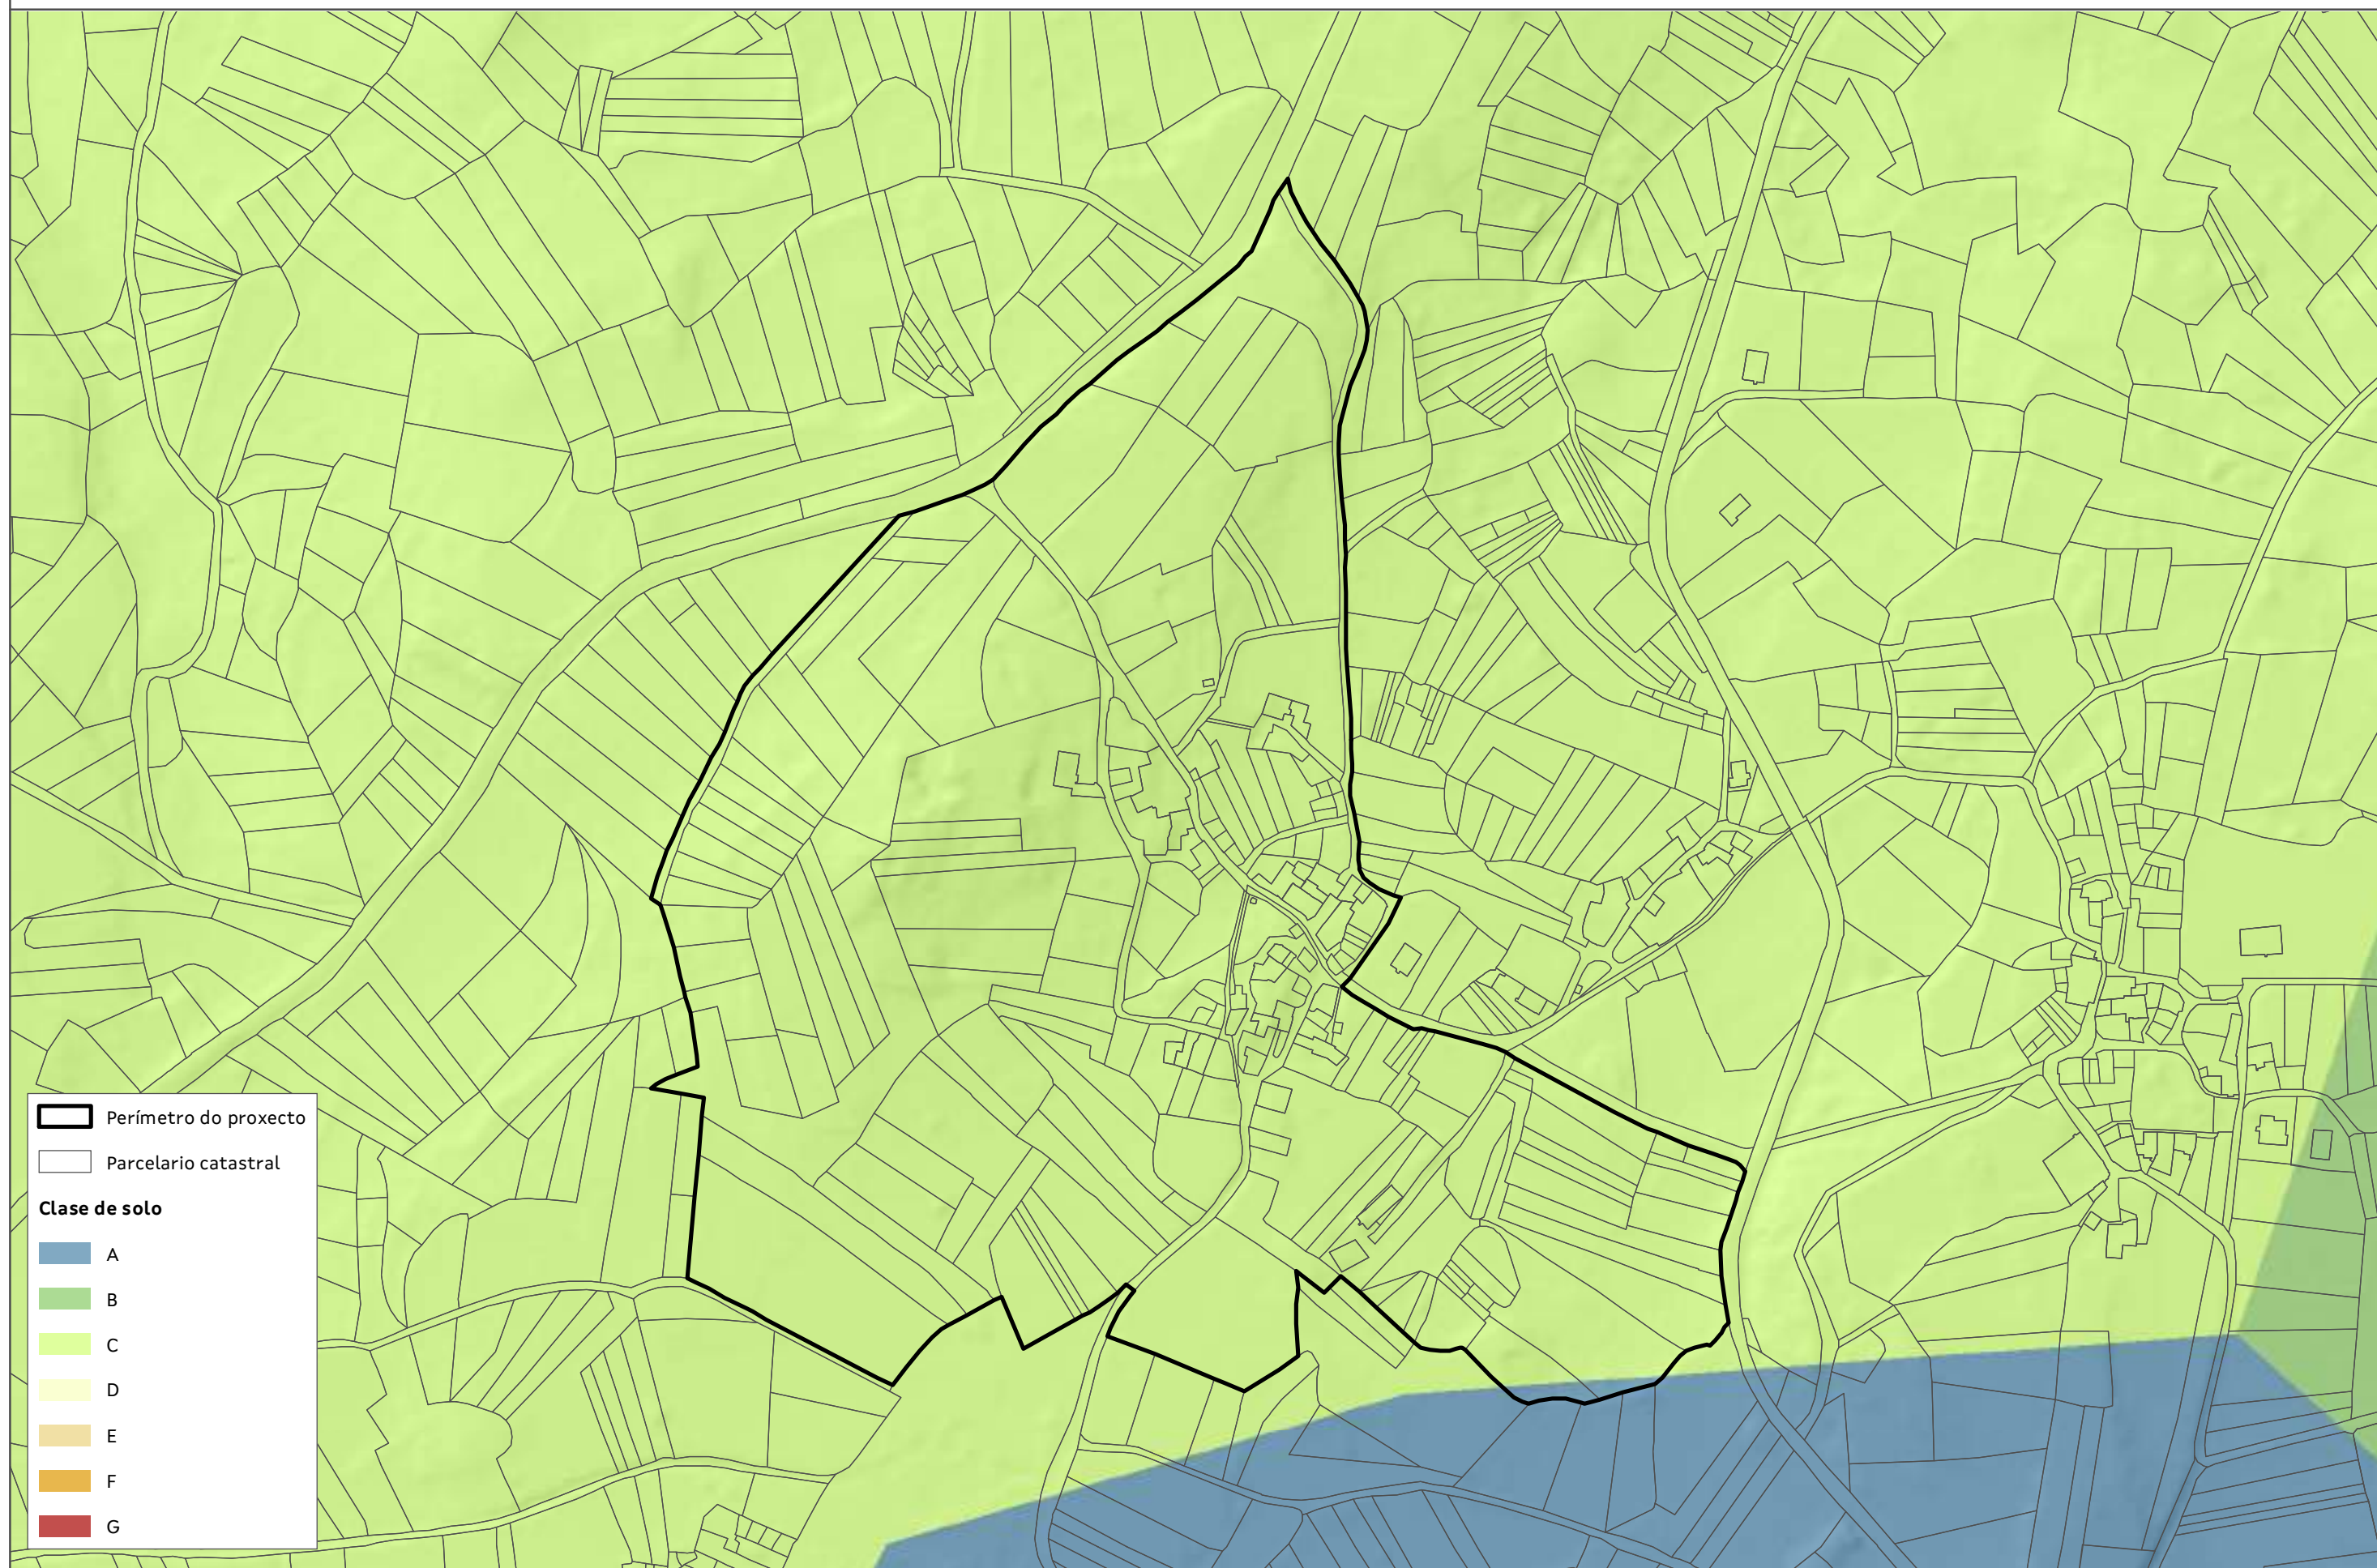 Perímetro do proxecto
Parcelario catastral
Clase de solo
A
B
C
D
E
F
G